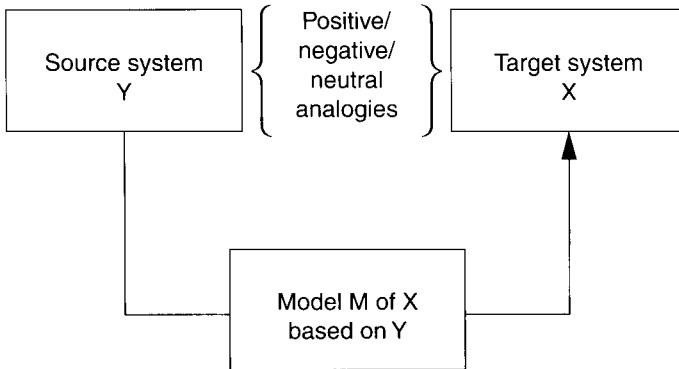 Source system
Y
Positive/
negative/
neutral
analogies
Target system
X
Model M of X
based on Y